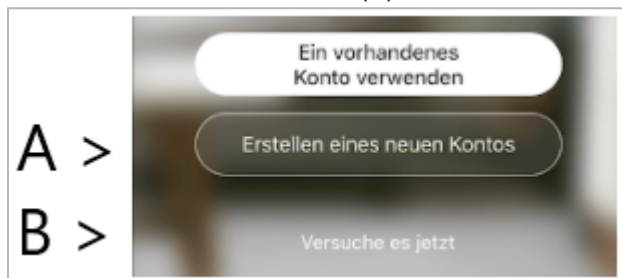 Ein vorhandenes
Konto verwenden
A >
Erstellen eines neuen Kontos
B >
Versuche es jetzt